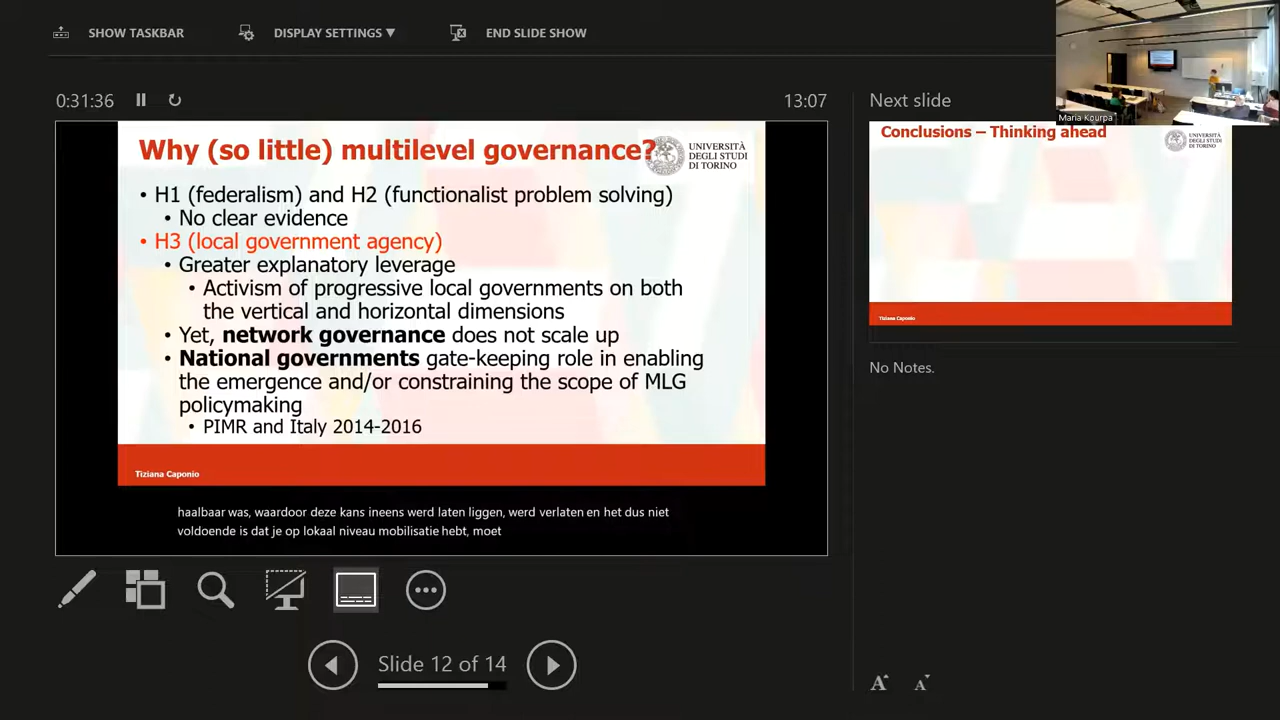 SHOW TASKBAR
DISPLAY SETTINGS ▼
END SLIDE SHOW
Maria Kourpa
0:31:36
13:07
Why (so little) multilevel governance?
UNIVERSITÀ
DEGLI STUDI
DI TORINO
• H1 (federalism) and H2 (functionalist problem solving)
• No clear evidence
• H3 (local government agency)
• Greater explanatory leverage
• Activism of progressive local governments on both
the vertical and horizontal dimensions
• Yet, network governance does not scale up
• National governments gate-keeping role in enabling
the emergence and/or constraining the scope of MLG
policymaking
• PIMR and Italy 2014-2016
Tiziana Caponio
haalbaar was, waardoor deze kans ineens werd laten liggen, werd verlaten en het dus niet
voldoende is dat je op lokaal niveau mobilisatie hebt, moet
Slide 12 of 14
Next slide
Conclusions – Thinking ahead
UNIVERSITÀ
DEGLI STUDI
DI TORINO
Tiziana Caponio
No Notes.
A A